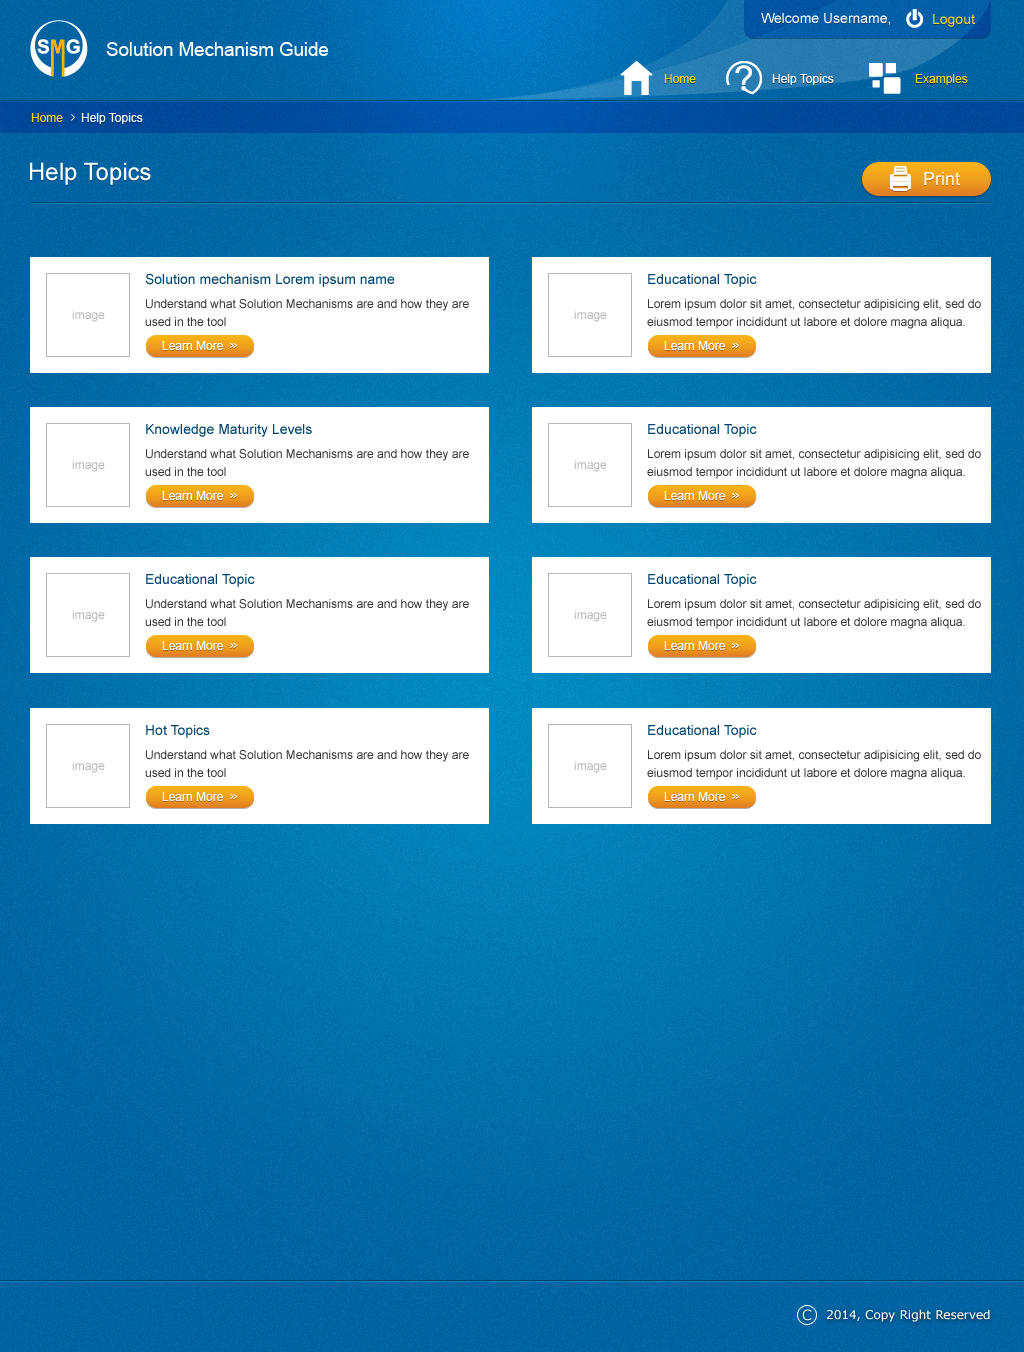 Welcome Username,
Logout
SMG
Solution Mechanism Guide
Home
Help Topics
Examples
Home > Help Topics
Help Topics
Print
image
Solution mechanism Lorem ipsum name
Understand what Solution Mechanisms are and how they are
used in the tool
Learn More »
image
Educational Topic
Lorem ipsum dolor sit amet, consectetur adipisicing elit, sed do
eiusmod tempor incididunt ut labore et dolore magna aliqua.
Learn More »
image
Knowledge Maturity Levels
Understand what Solution Mechanisms are and how they are
used in the tool
Learn More »
image
Educational Topic
Lorem ipsum dolor sit amet, consectetur adipisicing elit, sed do
eiusmod tempor incididunt ut labore et dolore magna aliqua.
Learn More »
image
Educational Topic
Understand what Solution Mechanisms are and how they are
used in the tool
Learn More »
image
Educational Topic
Lorem ipsum dolor sit amet, consectetur adipisicing elit, sed do
eiusmod tempor incididunt ut labore et dolore magna aliqua.
Learn More »
image
Hot Topics
Understand what Solution Mechanisms are and how they are
used in the tool
Learn More »
image
Educational Topic
Lorem ipsum dolor sit amet, consectetur adipisicing elit, sed do
eiusmod tempor incididunt ut labore et dolore magna aliqua.
Learn More »
© 2014, Copy Right Reserved